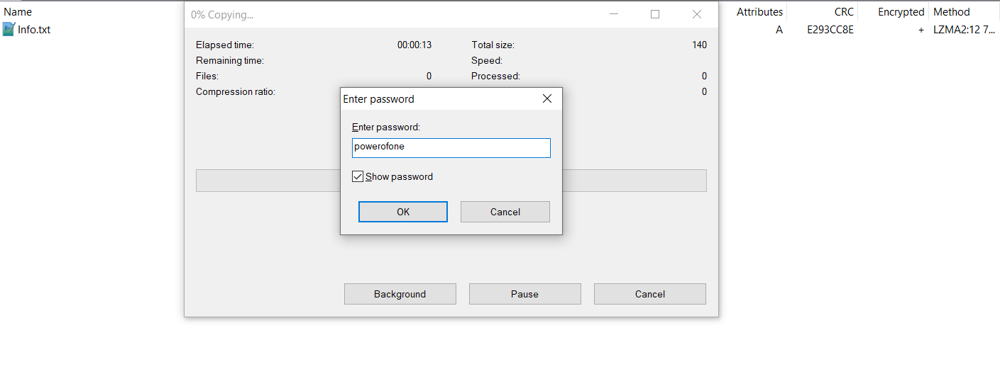 Name
Info.txt
0% Copying...
Elapsed time: 00:00:13 Total size: 140
Remaining time: Speed:
Files: 0 Processed: 0
Compression ratio: 0
Enter password
Enter password:
powerofone
Show password
OK Cancel
Background Pause Cancel
Attributes CRC Encrypted Method
A E293CC8E + LZMA2:12 7...